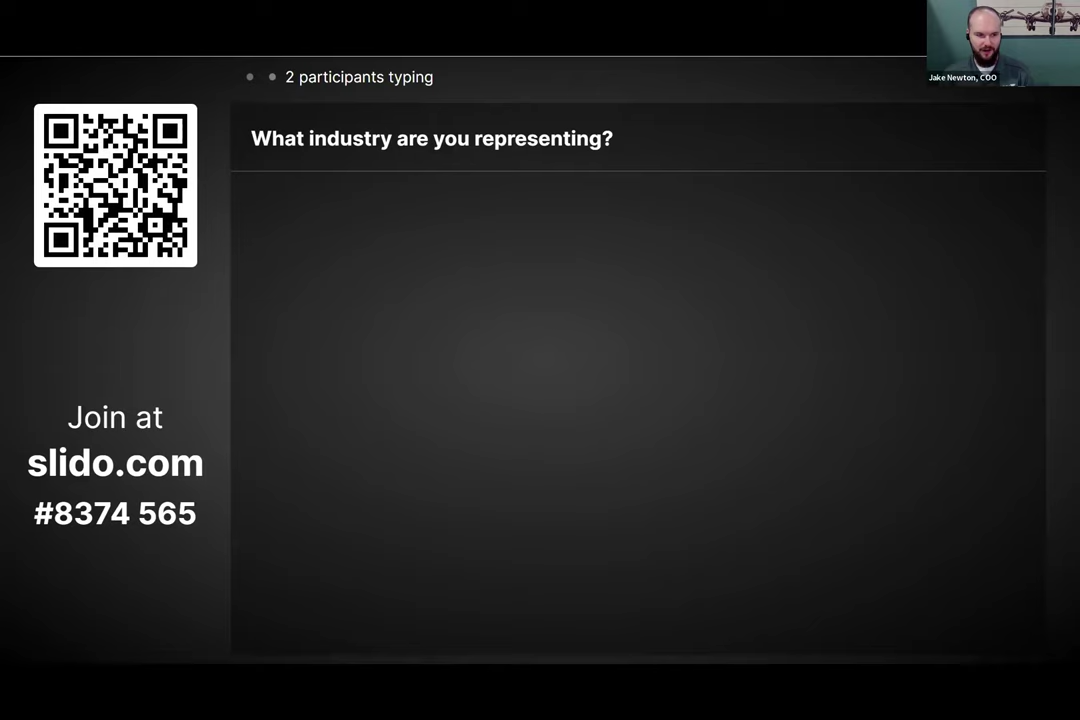 2 participants typing
Jake Newton, COO
What industry are you representing?
Join at
slido.com
#8374 565